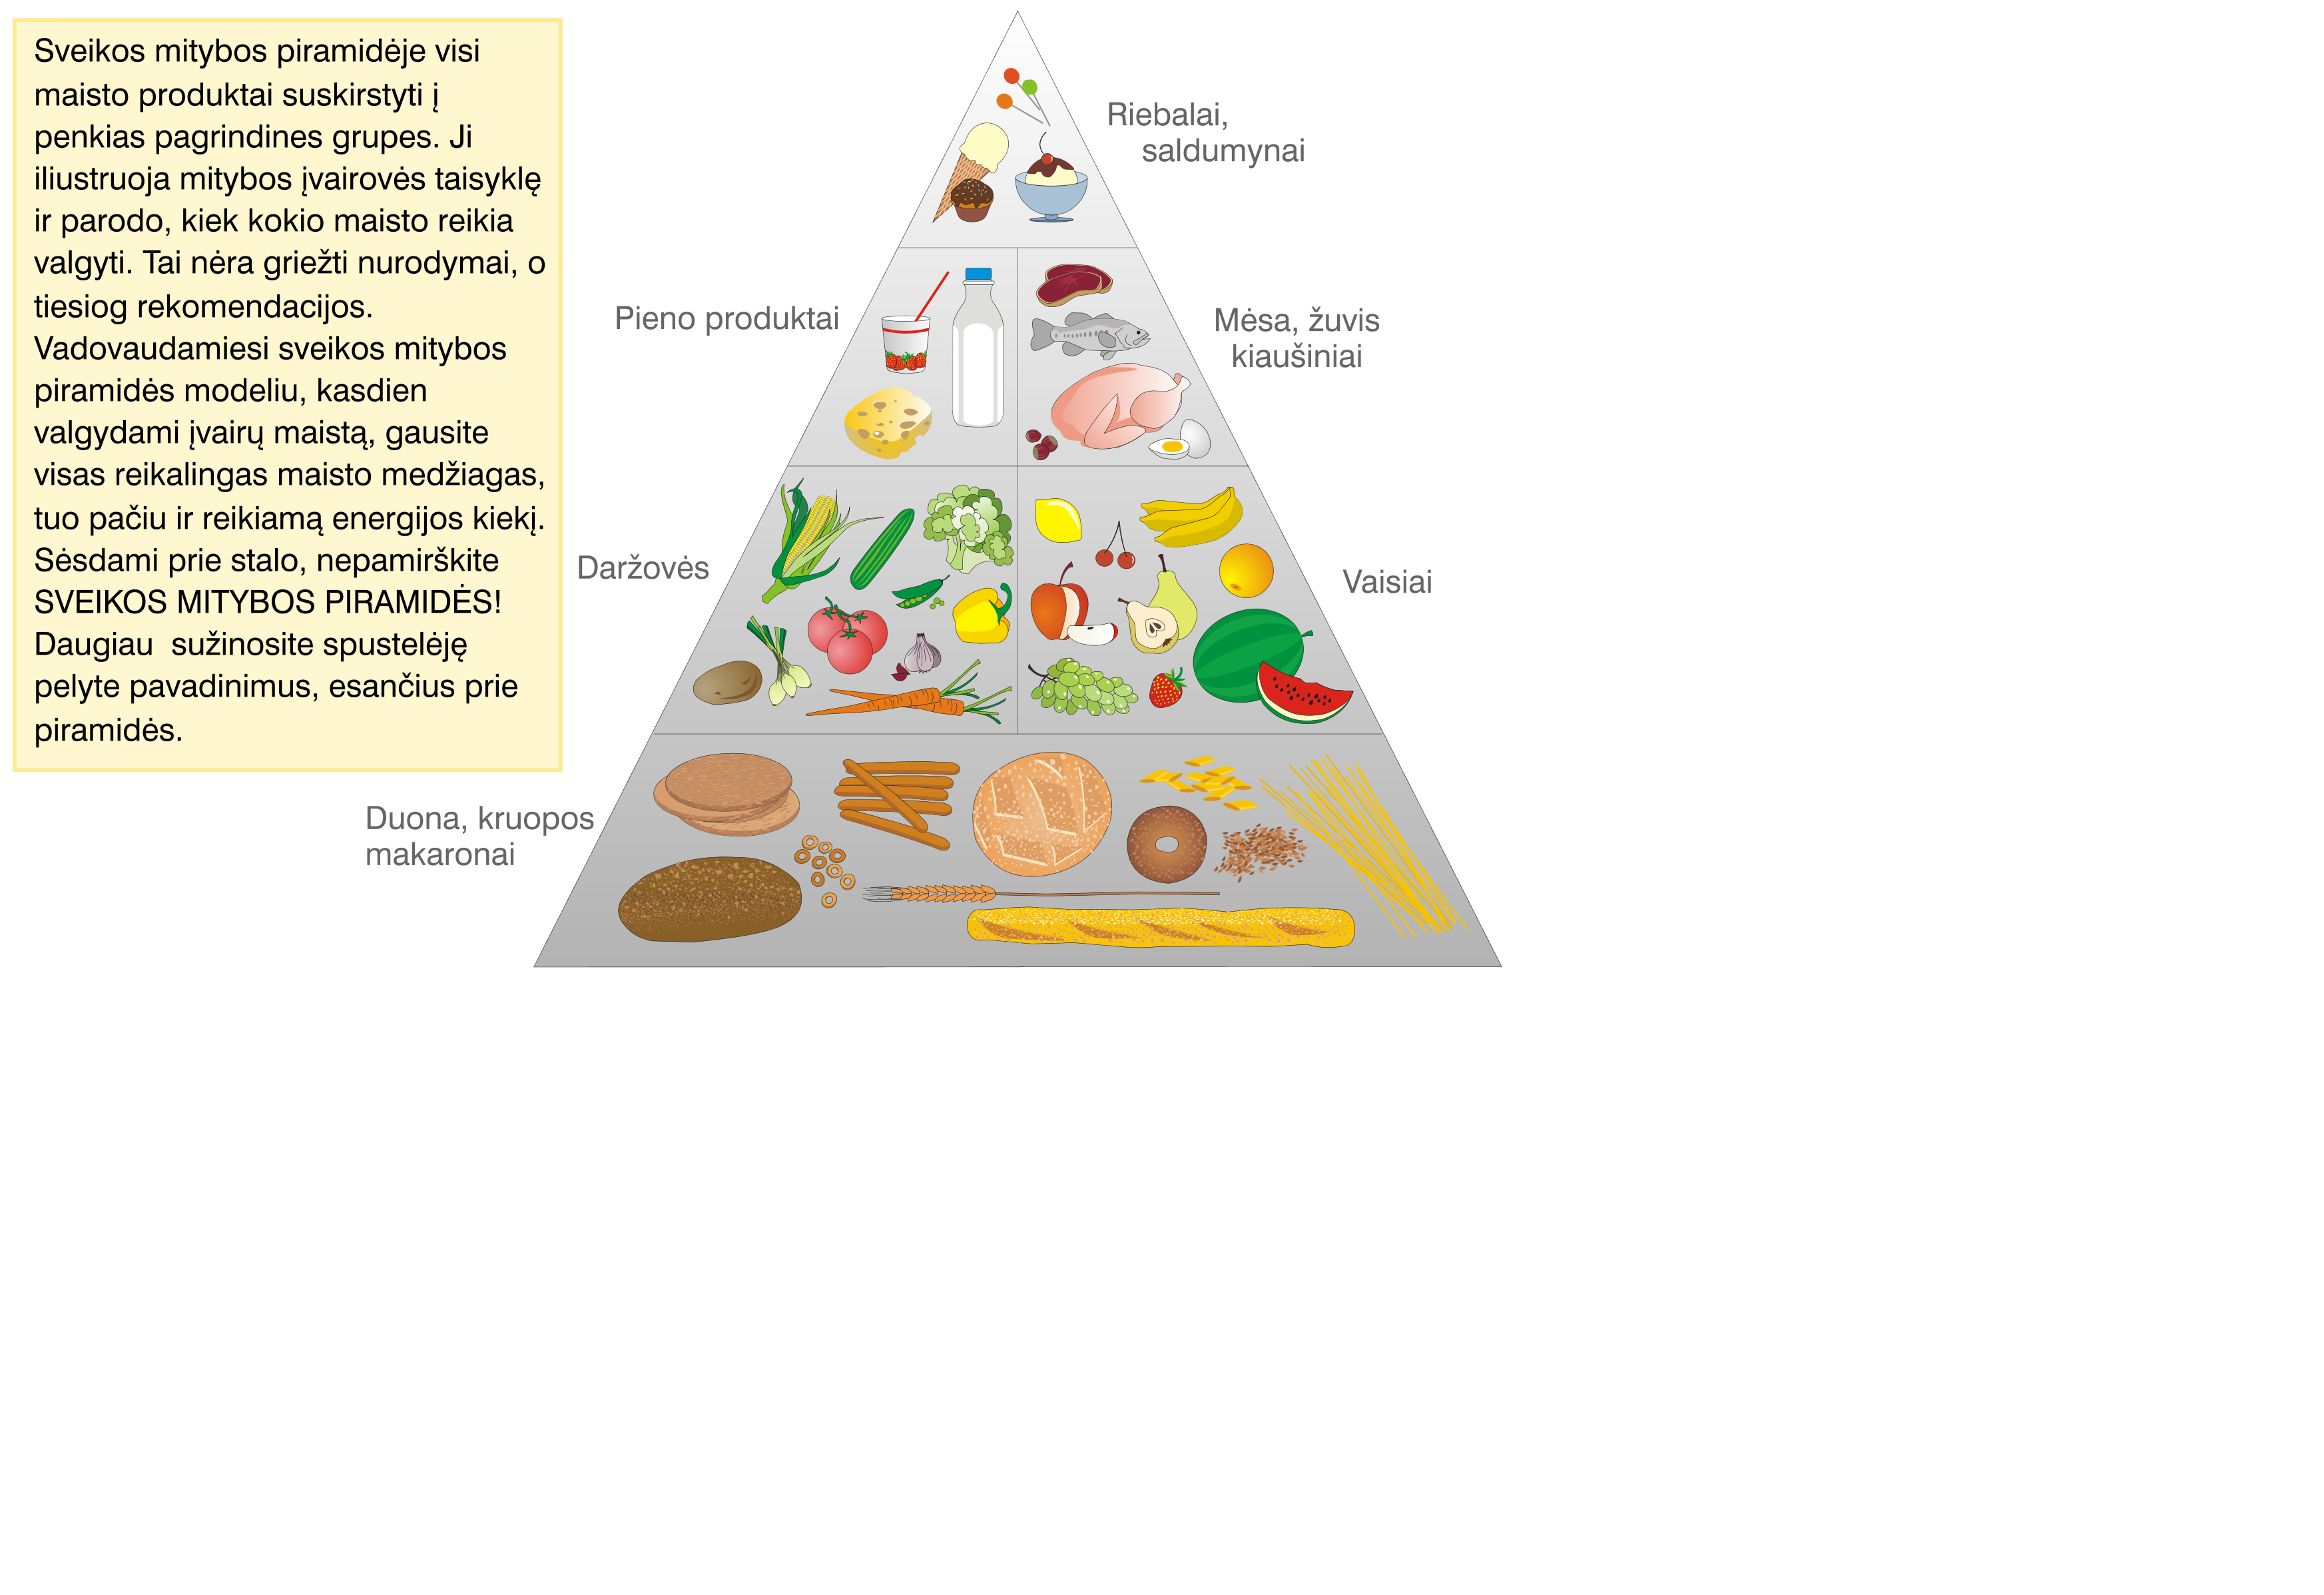 Sveikos mitybos piramidėje visi
maisto produktai suskirstyti į
penkias pagrindines grupes. Ji
iliustruoja mitybos įvairovės taisyklę
ir parodo, kiek kokio maisto reikia
valgyti. Tai nėra griežti nurodymai, o
tiesiog rekomendacijos.
Vadovaudamiesi sveikos mitybos
piramidės modeliu, kasdien
valgydami įvairų maistą, gausite
visas reikalingas maisto medžiagas,
tuo pačiu ir reikiamą energijos kiekį.
Sėsdami prie stalo, nepamirškite
SVEIKOS MITYBOS PIRAMIDĖS!
Daugiau  sužinosite spustelėję
pelyte pavadinimus, esančius prie
piramidės.
Riebalai,
saldumynai
Pieno produktai
Mėsa, žuvis
kiaušiniai
Daržovės
Vaisiai
Duona, kruopos
makaronai